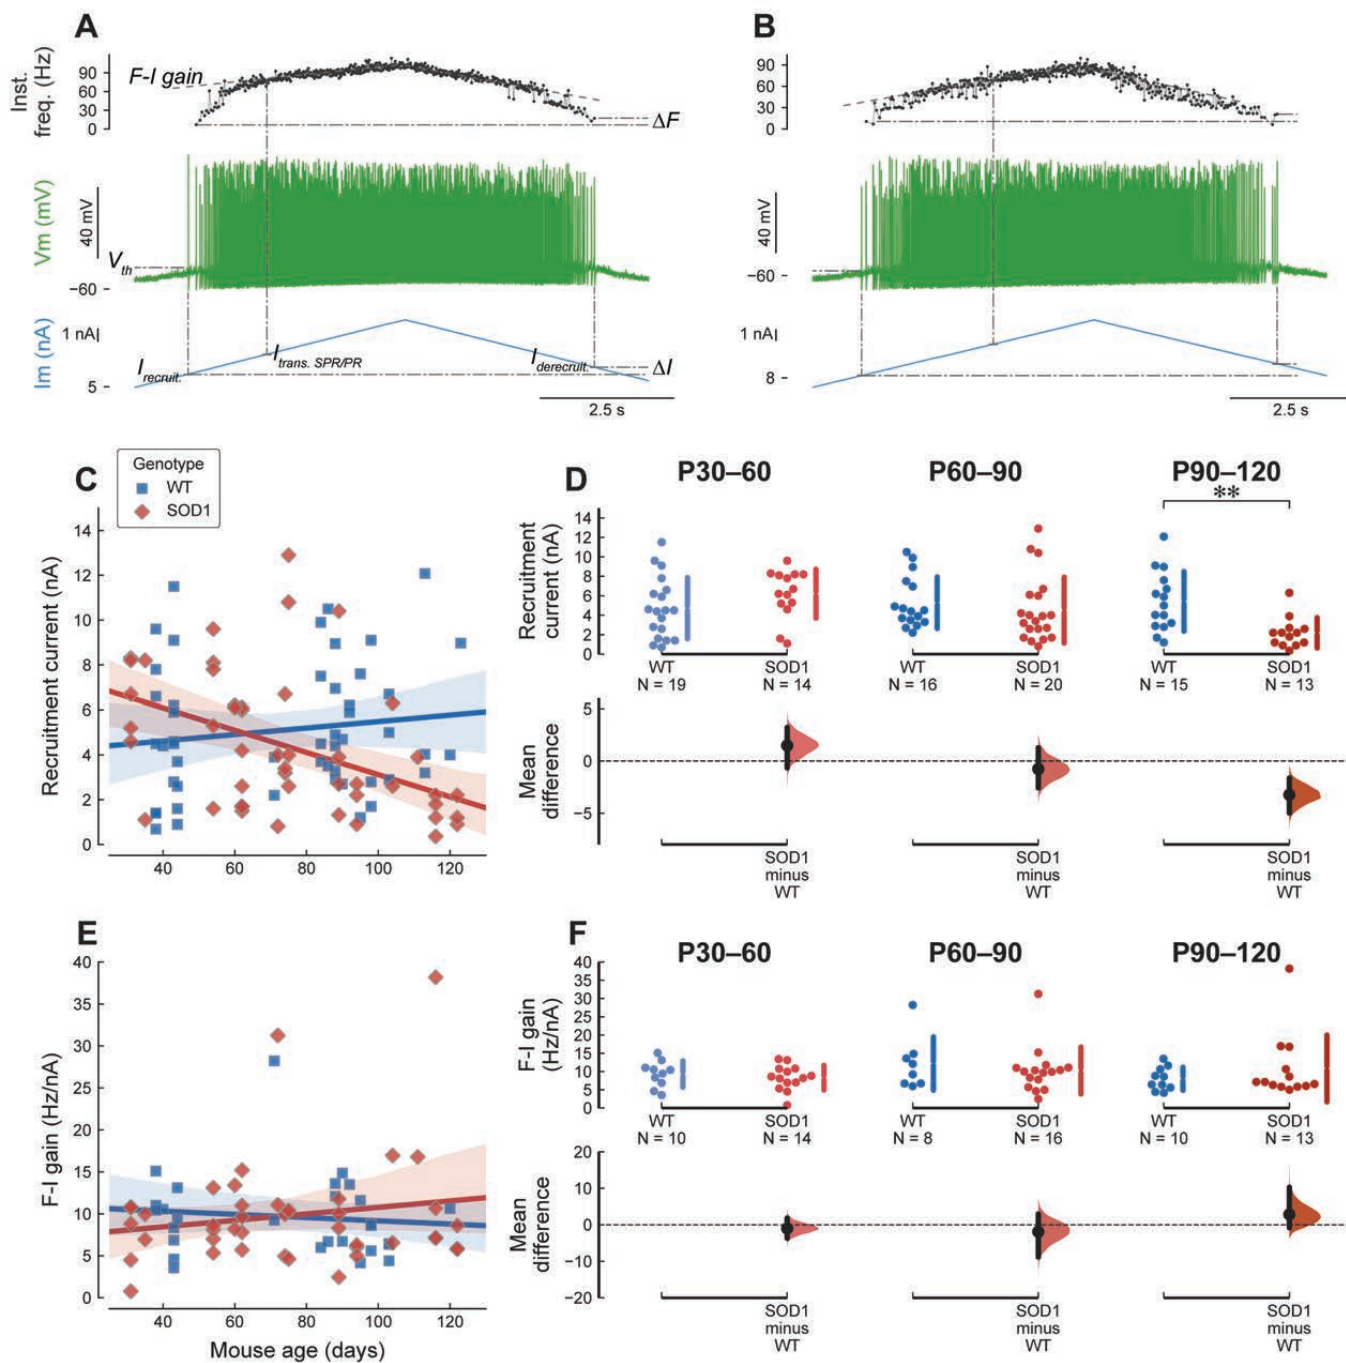 A
B
Inst.
freq. (Hz)
90
60
30
0
F-I gain
ΔF
90
60
30
0
Vm (mV)
40 mV
Vth
−60
40 mV
−60
Im (nA)
1 nA
5
Irecruit.
Itrans. SPR/PR
Iderecruit.
ΔI
2.5 s
1 nA
8
2.5 s
C
Genotype
WT
SOD1
Recruitment current (nA)
14
12
10
8
6
4
2
0
40
60
80
100
120
D
P30–60
P60–90
P90–120
**
Recruitment
current (nA)
14
12
10
8
6
4
2
0
WT
N = 19
SOD1
N = 14
WT
N = 16
SOD1
N = 20
WT
N = 15
SOD1
N = 13
Mean
difference
5
0
−5
SOD1
minus
WT
SOD1
minus
WT
SOD1
minus
WT
E
F-I gain (Hz/nA)
40
35
30
25
20
15
10
5
0
40
60
80
100
120
Mouse age (days)
F
P30–60
P60–90
P90–120
F-I gain
(Hz/nA)
40
35
30
25
20
15
10
5
0
WT
N = 10
SOD1
N = 14
WT
N = 8
SOD1
N = 16
WT
N = 10
SOD1
N = 13
Mean
difference
20
10
0
−10
−20
SOD1
minus
WT
SOD1
minus
WT
SOD1
minus
WT